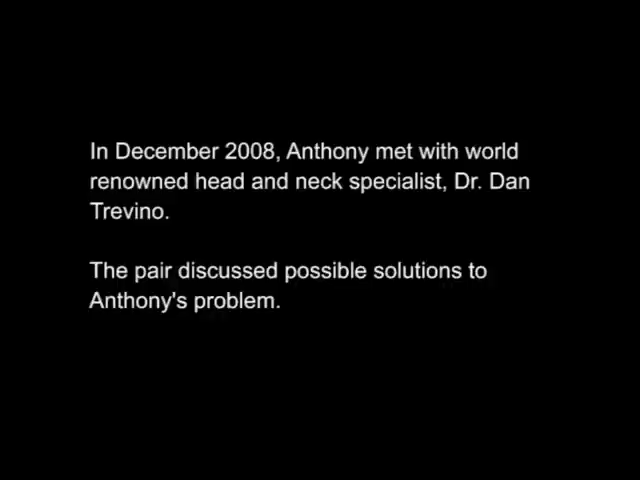 In December 2008, Anthony met with world
renowned head and neck specialist, Dr. Dan
Trevino.
The pair discussed possible solutions to
Anthony's problem.